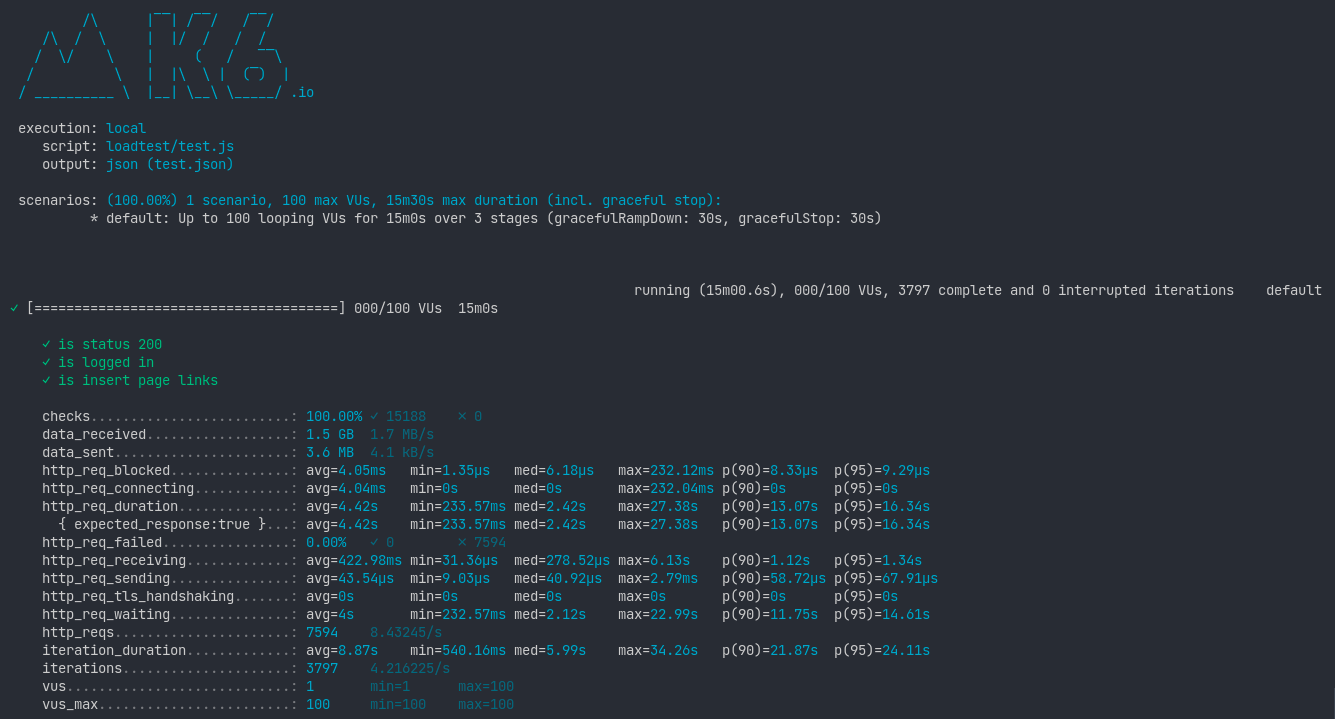 .io
execution: local
script: loadtest/test.js
output: json (test.json)
scenarios: (100.00%) 1 scenario, 100 max VUs, 15m30s max duration (incl. graceful stop):
* default: Up to 100 looping VUs for 15m0s over 3 stages (gracefulRampDown: 30s, gracefulStop: 30s)
running (15m00.6s), 000/100 VUs, 3797 complete and 0 interrupted iterations default
✓ [======================================] 000/100 VUs 15m0s
✓ is status 200
✓ is logged in
✓ is insert page links
checks.........................: 100.00% ✓ 15188 ✗ 0
data_received..................: 1.5 GB 1.7 MB/s
data_sent......................: 3.6 MB 4.1 kB/s
http_req_blocked...............: avg=4.05ms min=1.35µs med=6.18µs max=232.12ms p(90)=8.33µs p(95)=9.29µs
http_req_connecting............: avg=4.04ms min=0s med=0s max=232.04ms p(90)=0s p(95)=0s
http_req_duration..............: avg=4.42s min=233.57ms med=2.42s max=27.38s p(90)=13.07s p(95)=16.34s
{ expected_response:true }...: avg=4.42s min=233.57ms med=2.42s max=27.38s p(90)=13.07s p(95)=16.34s
http_req_failed................: 0.00% ✓ 0 ✗ 7594
http_req_receiving.............: avg=422.98ms min=31.36µs med=278.52µs max=6.13s p(90)=1.12s p(95)=1.34s
http_req_sending...............: avg=43.54µs min=9.03µs med=40.92µs max=2.79ms p(90)=58.72µs p(95)=67.91µs
http_req_tls_handshaking.......: avg=0s min=0s med=0s max=0s p(90)=0s p(95)=0s
http_req_waiting...............: avg=4s min=232.57ms med=2.12s max=22.99s p(90)=11.75s p(95)=14.61s
http_reqs......................: 7594 8.43245/s
iteration_duration.............: avg=8.87s min=540.16ms med=5.99s max=34.26s p(90)=21.87s p(95)=24.11s
iterations.....................: 3797 4.216225/s
vus............................: 1 min=1 max=100
vus_max........................: 100 min=100 max=100